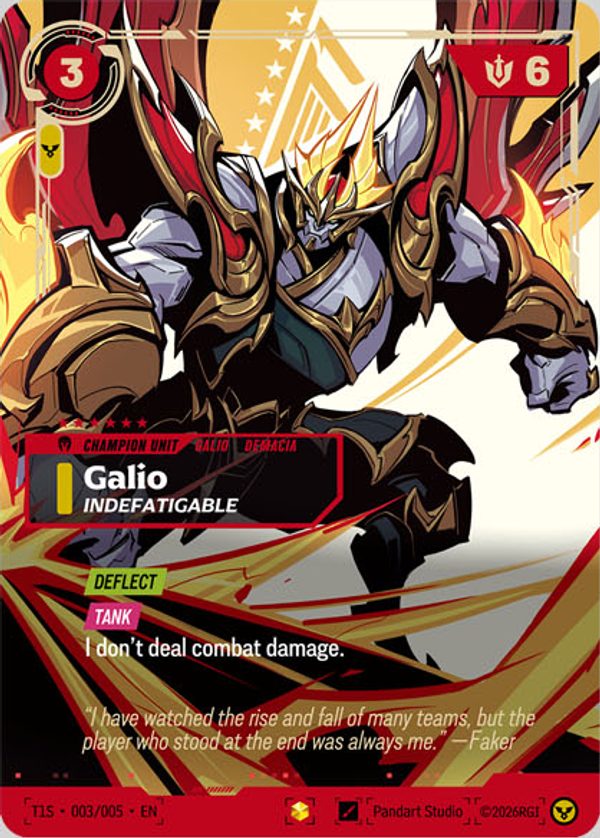 3
6
CHAMPION UNIT GALIO DEMACIA
Galio
INDEFATIGABLE
DEFLECT
TANK
I don't deal combat damage.
“I have watched the rise and fall of many teams, but the
player who stood at the end was always me.” —Faker
T1S • 003/005 • EN
Pandart Studio
©2026RGI